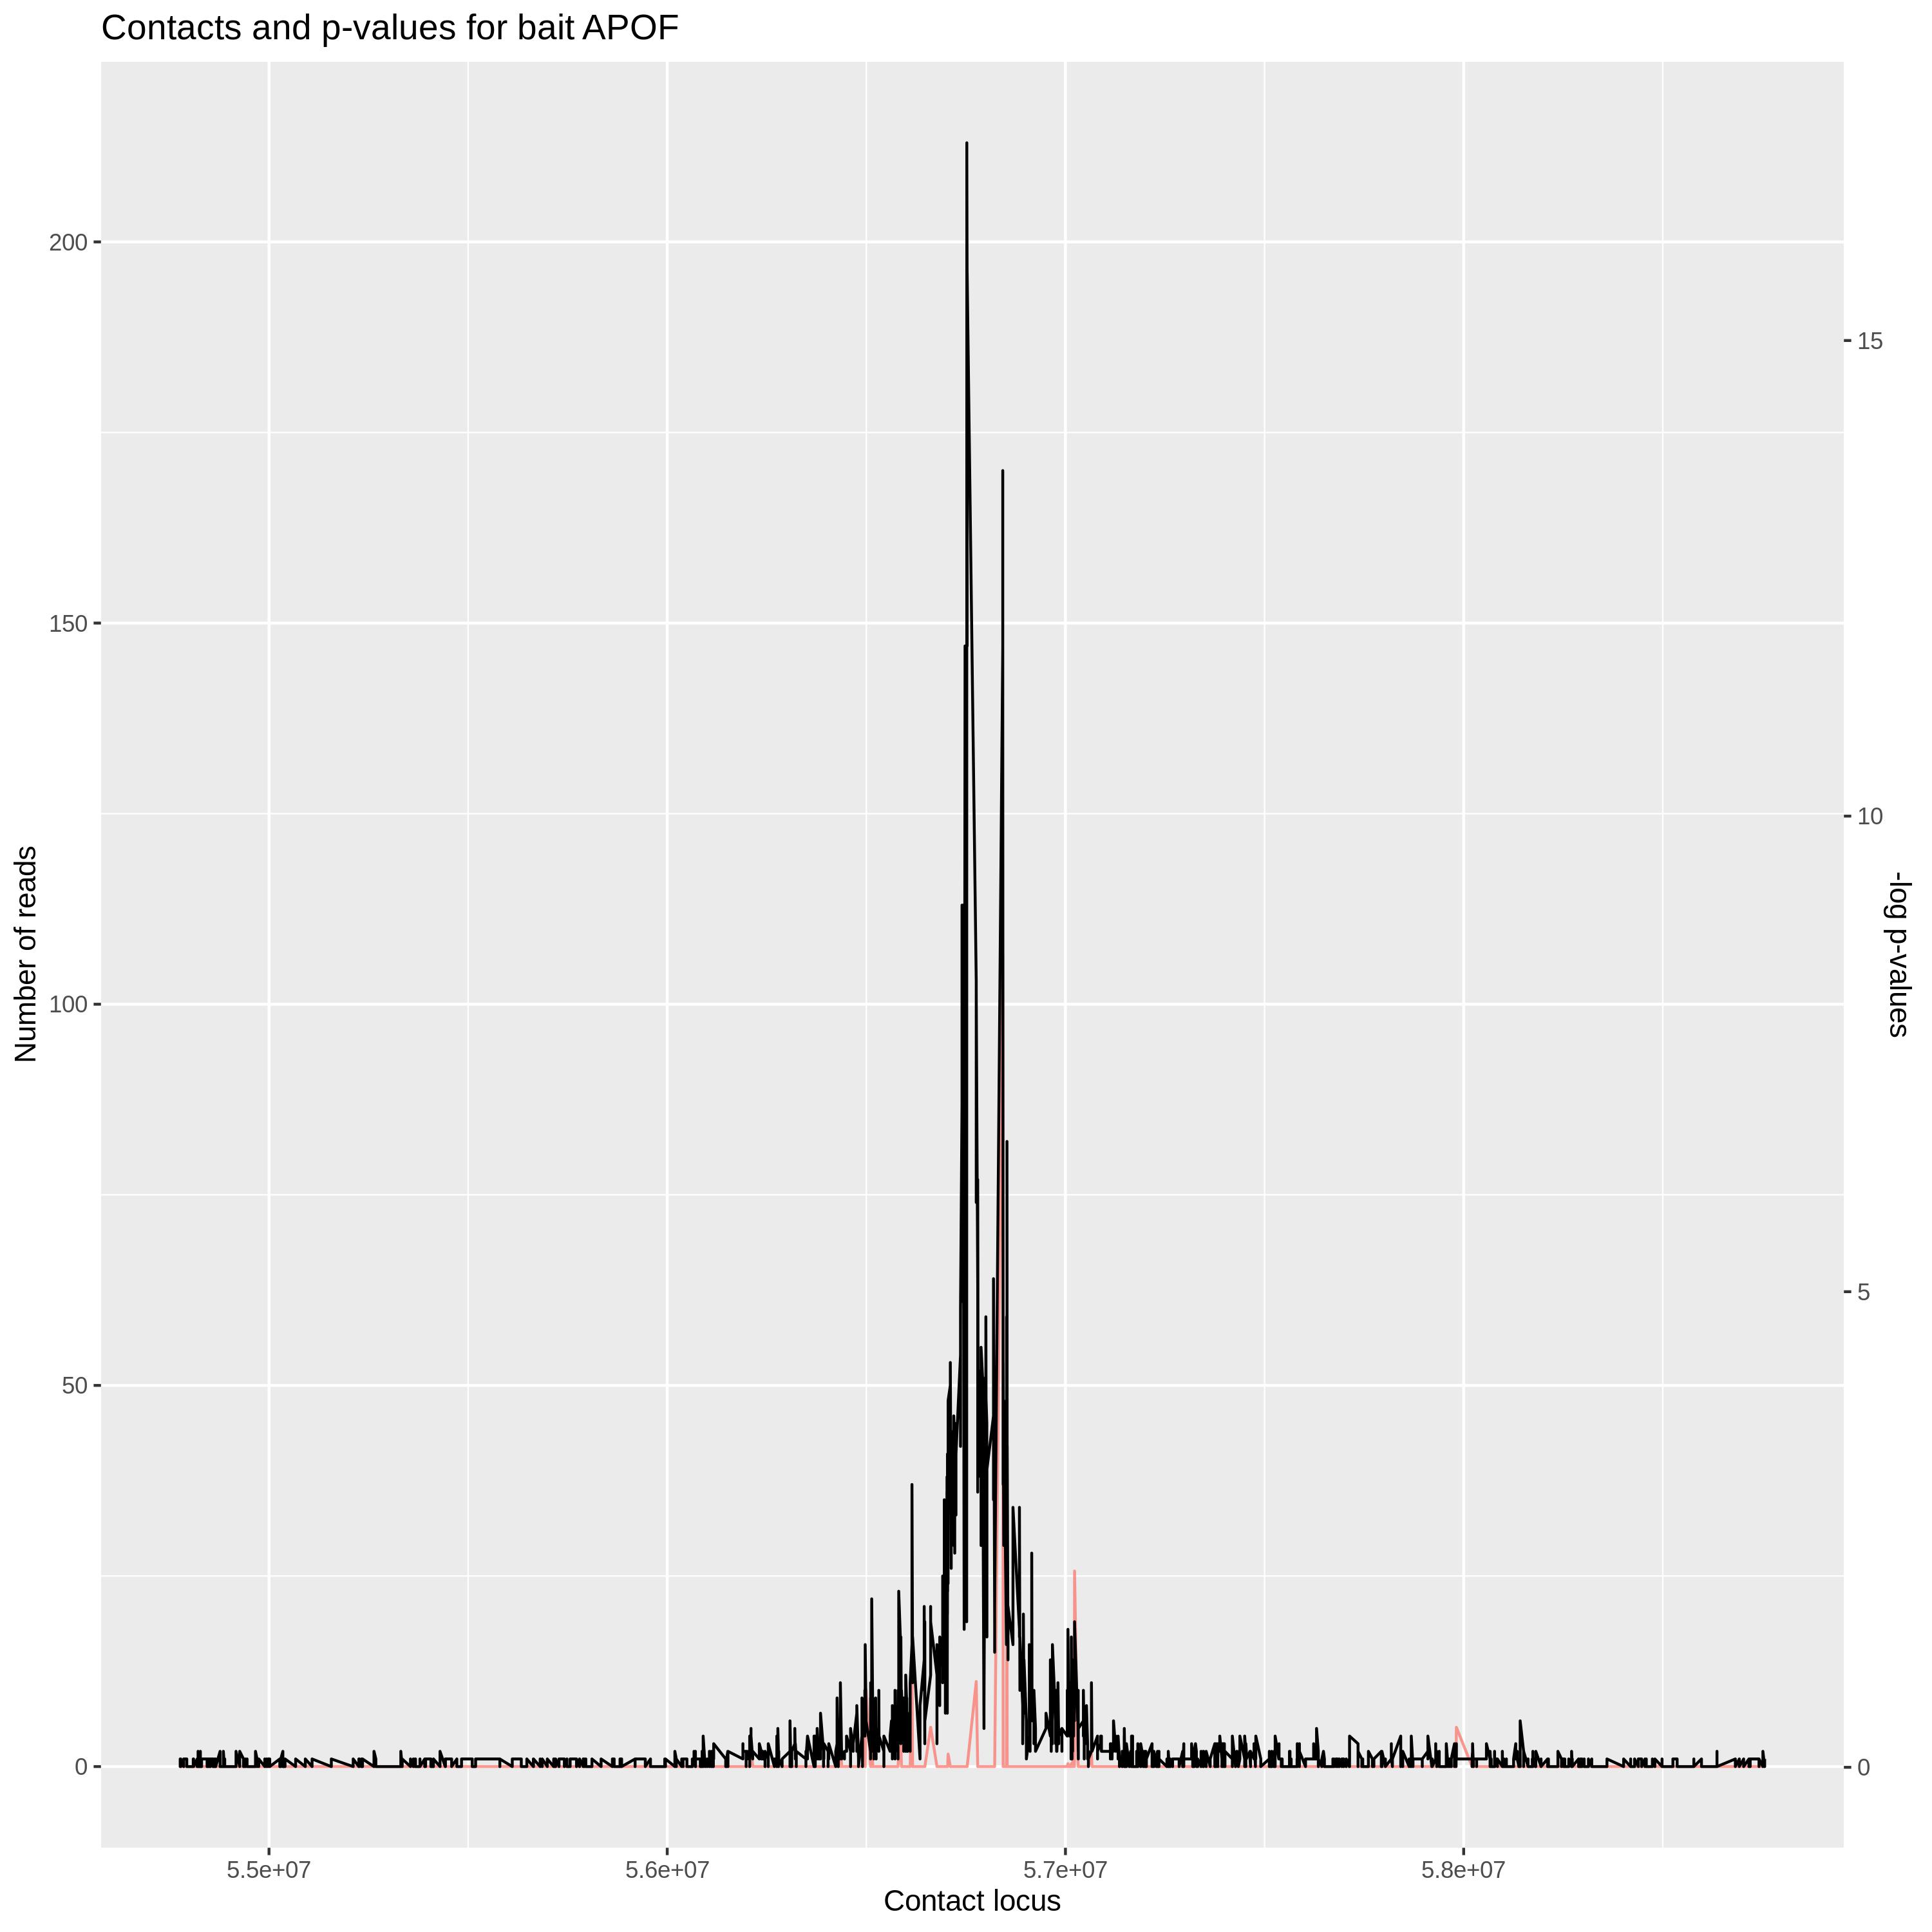 Contacts and p-values for bait APOF
200
150
100
50
0
Number of reads
15
10
5
0
-log p-values
5.5e+07
5.6e+07
5.7e+07
5.8e+07
Contact locus